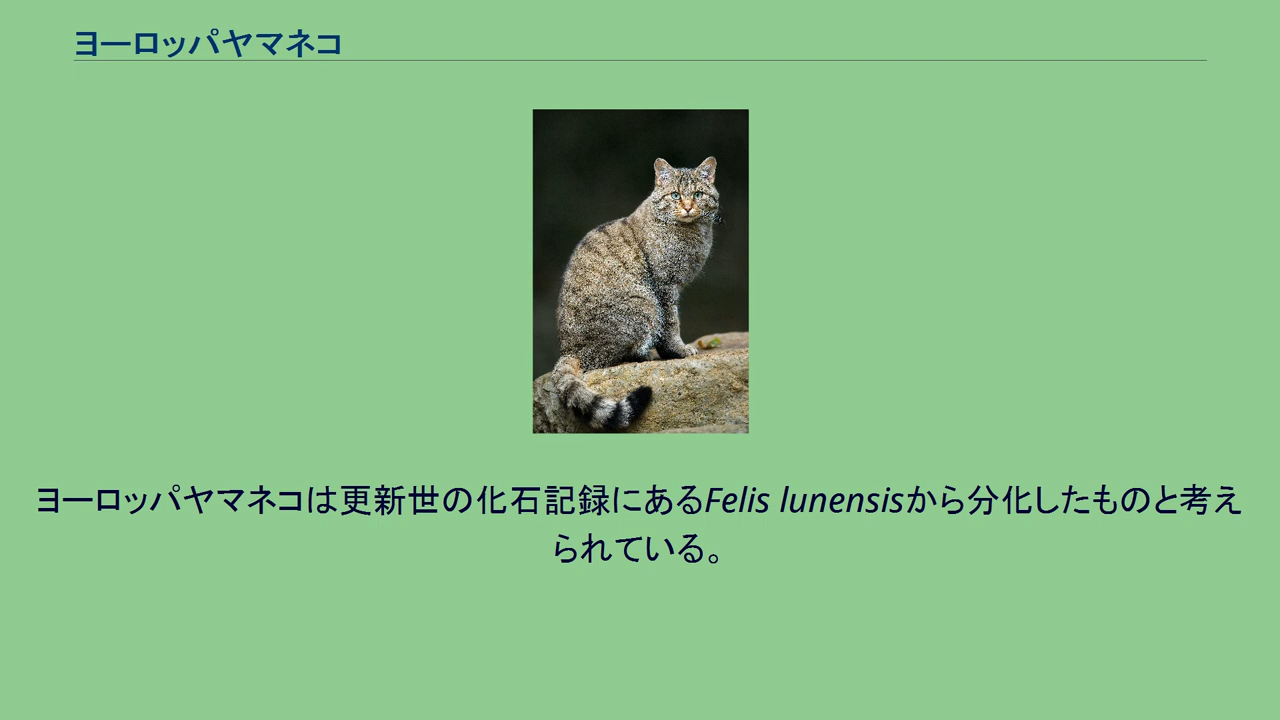 ヨーロッパヤマネコ
ヨーロッパヤマネコは更新世の化石記録にあるFelis lunensisから分化したものと考え
られている。